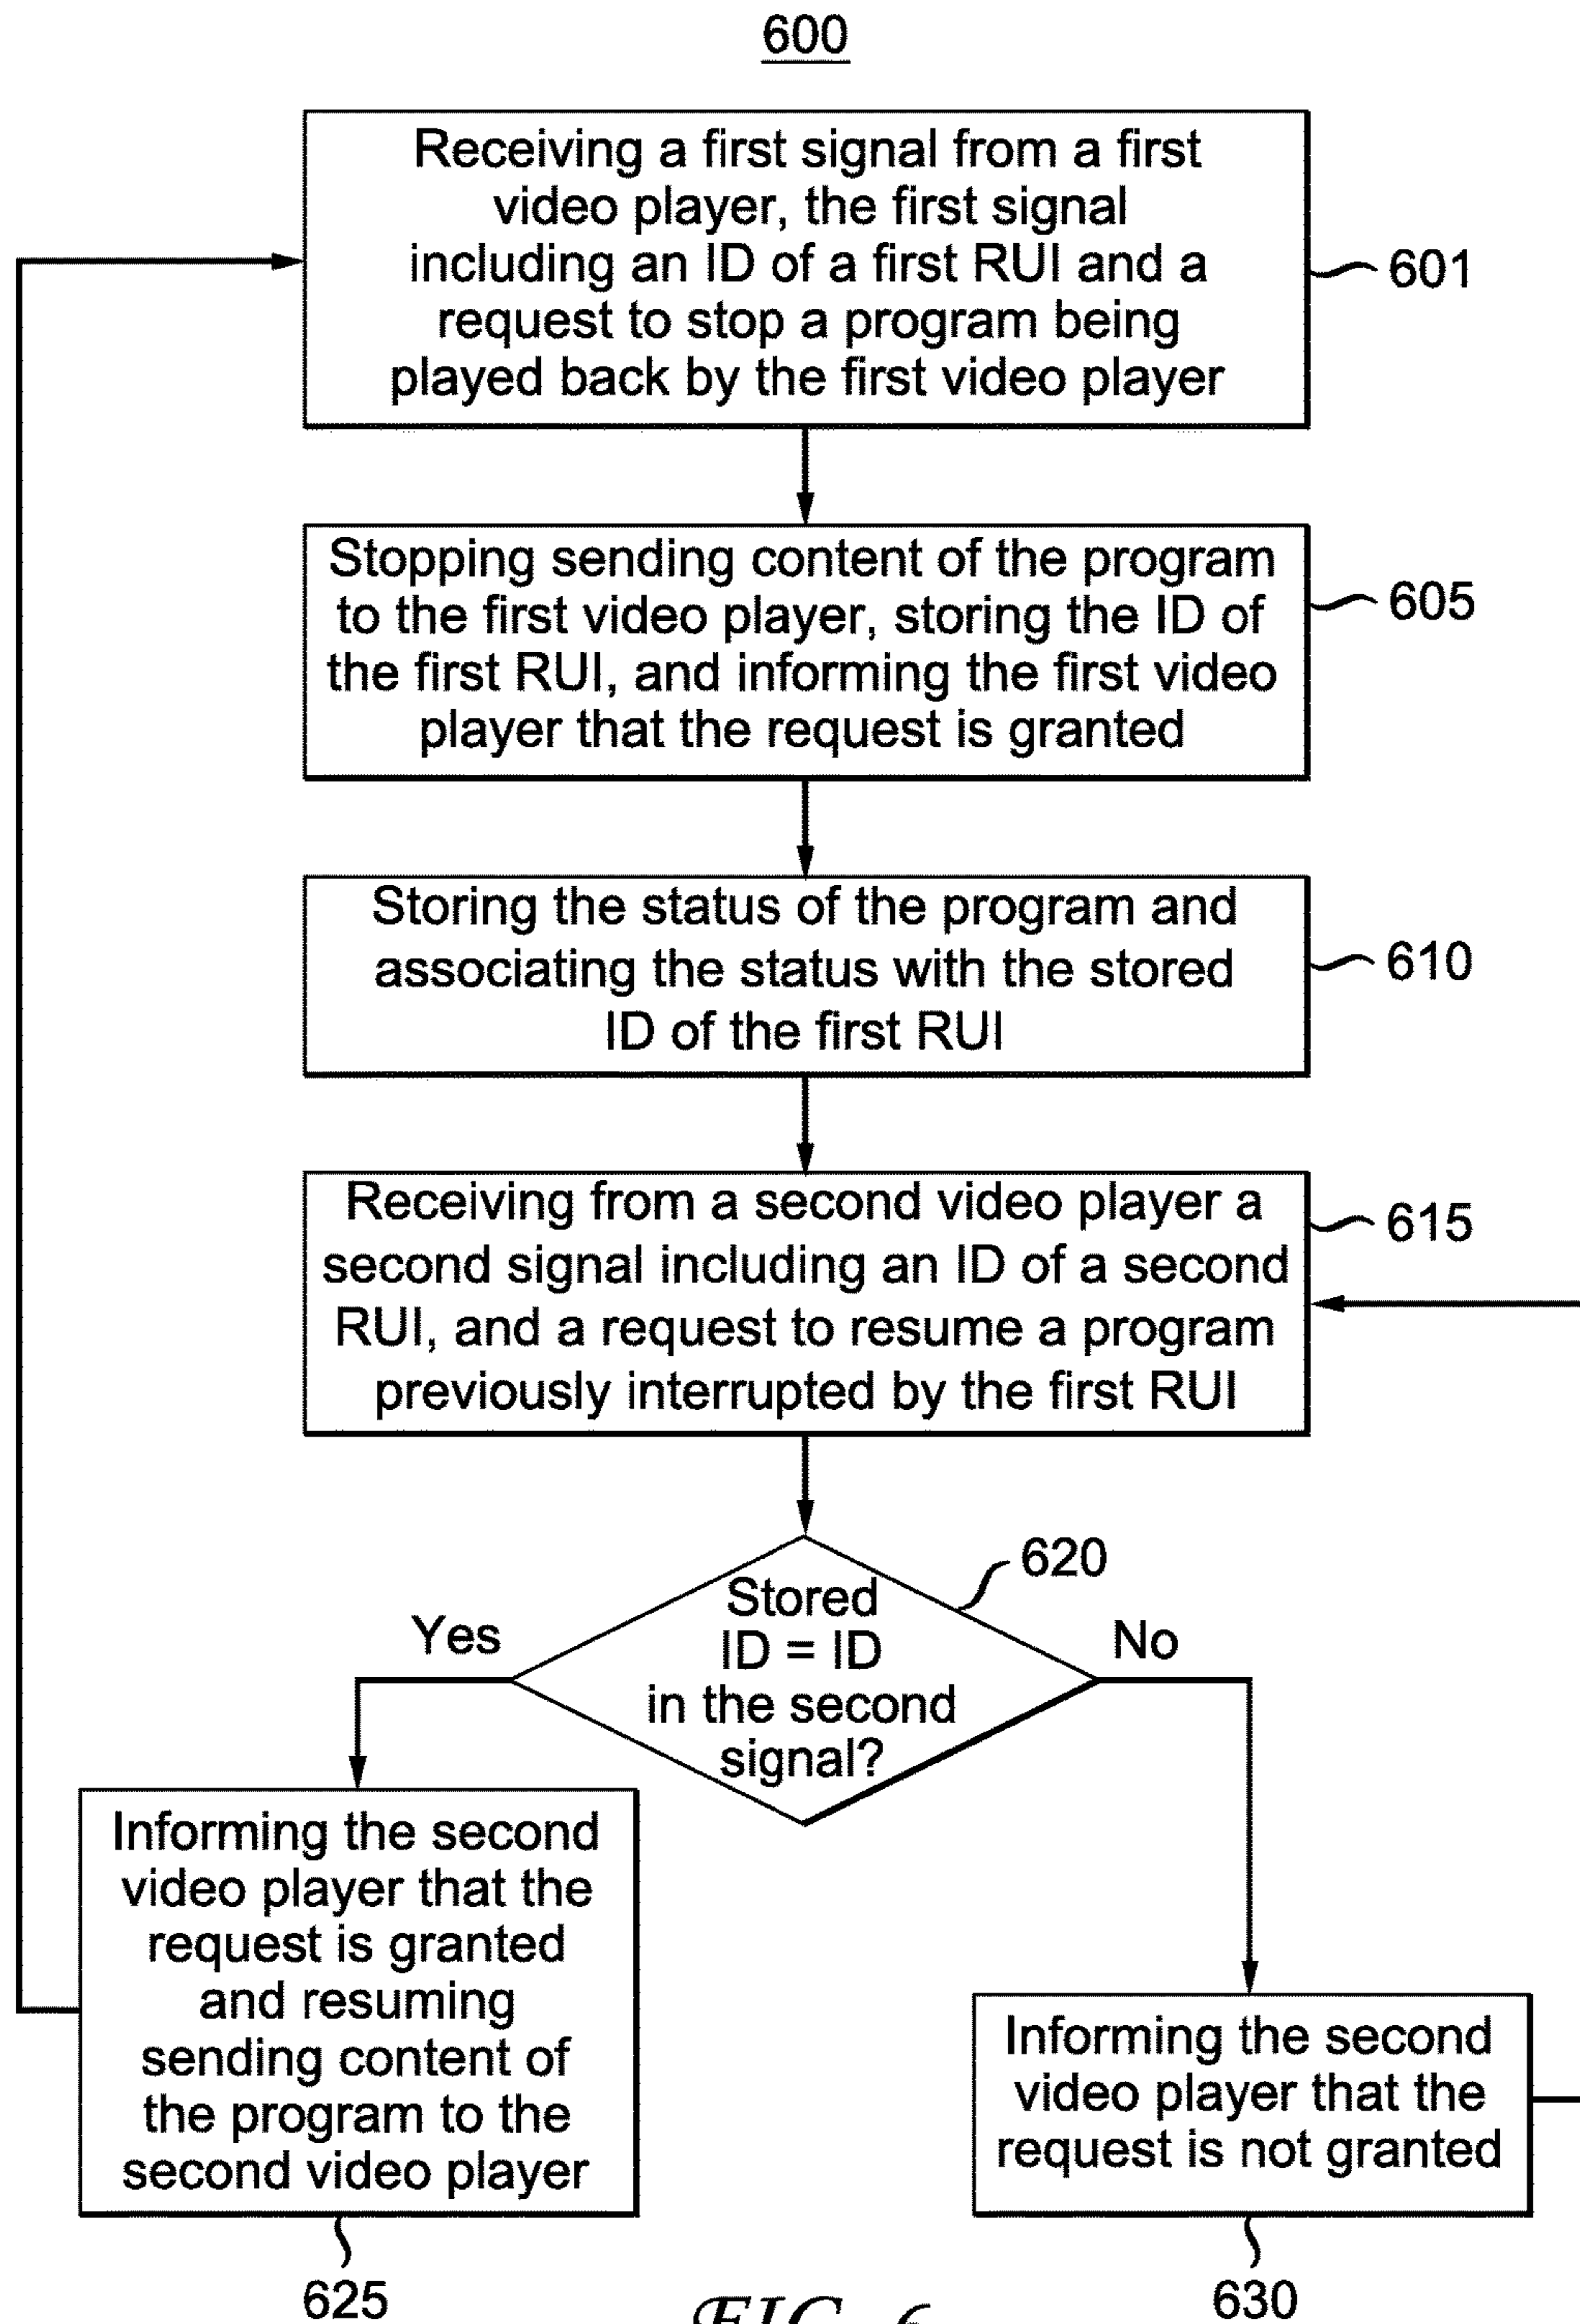 600
Receiving a first signal from a first
video player, the first signal
including an ID of a first RUI and a
request to stop a program being
played back by the first video player
601
Stopping sending content of the program
to the first video player, storing the ID of
the first RUI, and informing the first video
player that the request is granted
605
Storing the status of the program and
associating the status with the stored
ID of the first RUI
610
Receiving from a second video player a
second signal including an ID of a second
RUI, and a request to resume a program
previously interrupted by the first RUI
615
Stored
ID = ID
in the second
signal?
620
Yes
No
Informing the second
video player that the
request is granted
and resuming
sending content of
the program to the
second video player
625
Informing the second
video player that the
request is not granted
630
FIG. 6